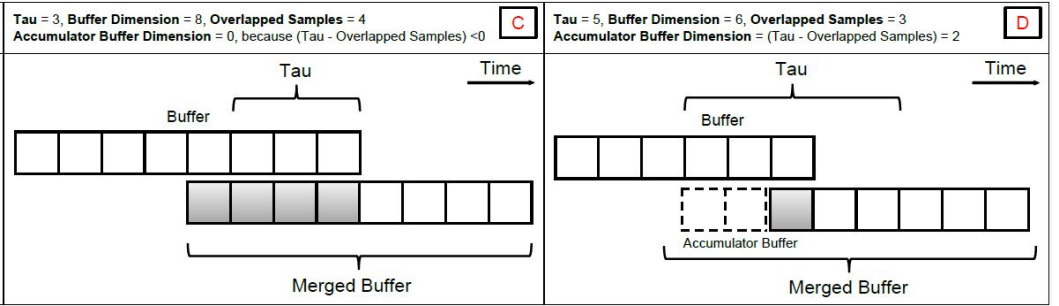 Tau = 3, Buffer Dimension = 8, Overlapped Samples = 4
Accumulator Buffer Dimension = 0, because (Tau - Overlapped Samples) <0
C
Tau
Time
Buffer
Merged Buffer
Tau = 5, Buffer Dimension = 6, Overlapped Samples = 3
Accumulator Buffer Dimension = (Tau - Overlapped Samples) = 2
D
Tau
Time
Buffer
Accumulator Buffer
Merged Buffer